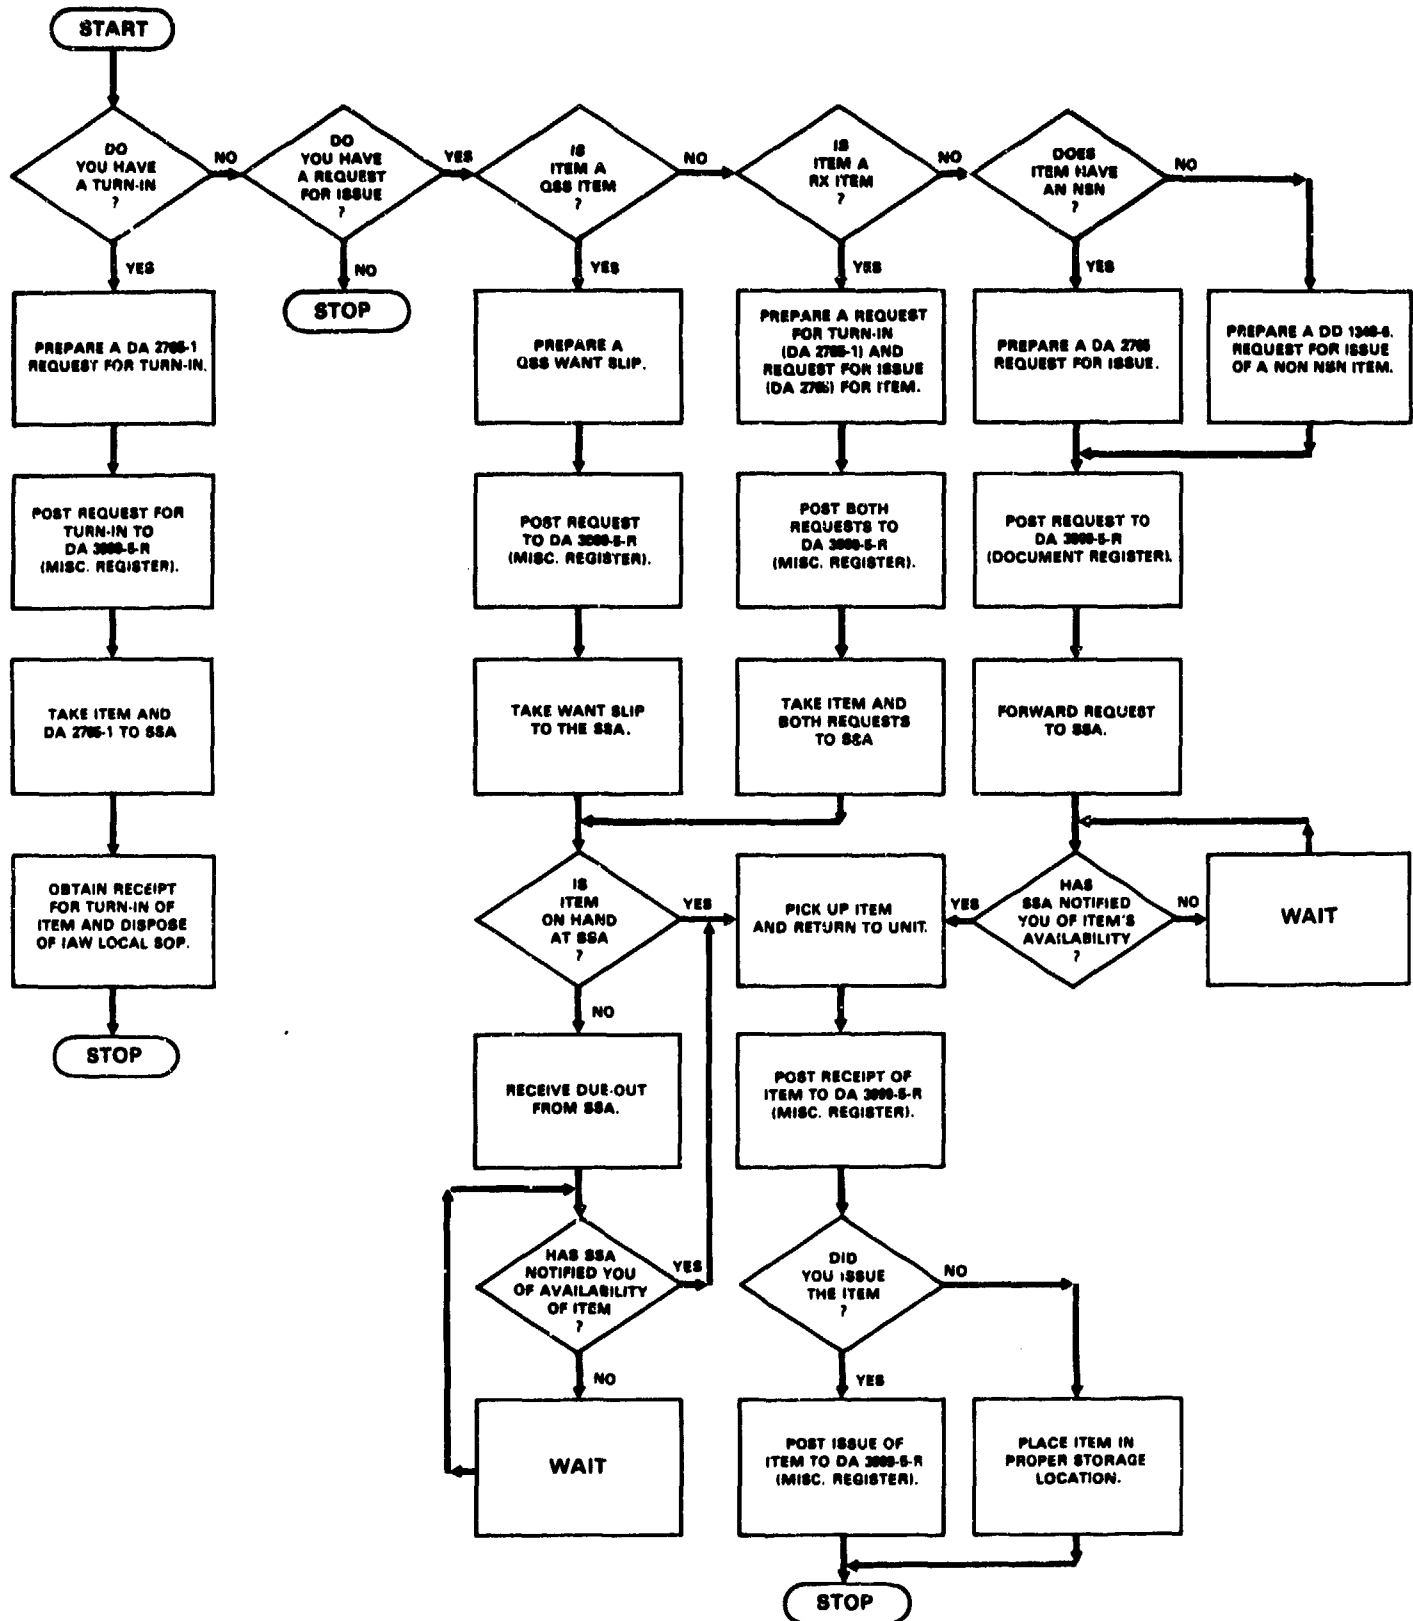 START
DO
YOU HAVE
A TURN-IN
?
NO
DO
YOU HAVE
A REQUEST
FOR ISSUE
?
YES
IS
ITEM A
QSS ITEM
?
NO
IS
ITEM A
RX ITEM
?
NO
DOES
ITEM HAVE
AN NSN
?
NO
YES
NO
YES
YES
YES
PREPARE A DA 2765-1
REQUEST FOR TURN-IN.
STOP
PREPARE A
QSS WANT SLIP.
PREPARE A REQUEST
FOR TURN-IN
(DA 2765-1) AND
REQUEST FOR ISSUE
(DA 2765) FOR ITEM.
PREPARE A DA 2765
REQUEST FOR ISSUE.
PREPARE A DD 1348-6.
REQUEST FOR ISSUE
OF A NON NSN ITEM.
POST REQUEST FOR
TURN-IN TO
DA 3999-5-R
(MISC. REGISTER).
POST REQUEST
TO DA 3999-5-R
(MISC. REGISTER).
POST BOTH
REQUESTS TO
DA 3999-5-R
(MISC. REGISTER).
POST REQUEST TO
DA 3999-5-R
(DOCUMENT REGISTER).
TAKE ITEM AND
DA 2765-1 TO SSA
TAKE WANT SLIP
TO THE SSA.
TAKE ITEM AND
BOTH REQUESTS
TO SSA
FORWARD REQUEST
TO SSA.
OBTAIN RECEIPT
FOR TURN-IN OF
ITEM AND DISPOSE
OF IAW LOCAL SOP.
IS
ITEM
ON HAND
AT SSA
?
YES
PICK UP ITEM
AND RETURN TO UNIT.
YES
HAS
SSA NOTIFIED
YOU OF ITEM'S
AVAILABILITY
?
NO
WAIT
NO
STOP
RECEIVE DUE-OUT
FROM SSA.
POST RECEIPT OF
ITEM TO DA 3999-5-R
(MISC. REGISTER).
HAS SSA
NOTIFIED YOU
OF AVAILABILITY
OF ITEM
?
YES
DID
YOU ISSUE
THE ITEM
?
NO
NO
YES
WAIT
POST ISSUE OF
ITEM TO DA 3999-5-R
(MISC. REGISTER).
PLACE ITEM IN
PROPER STORAGE
LOCATION.
STOP